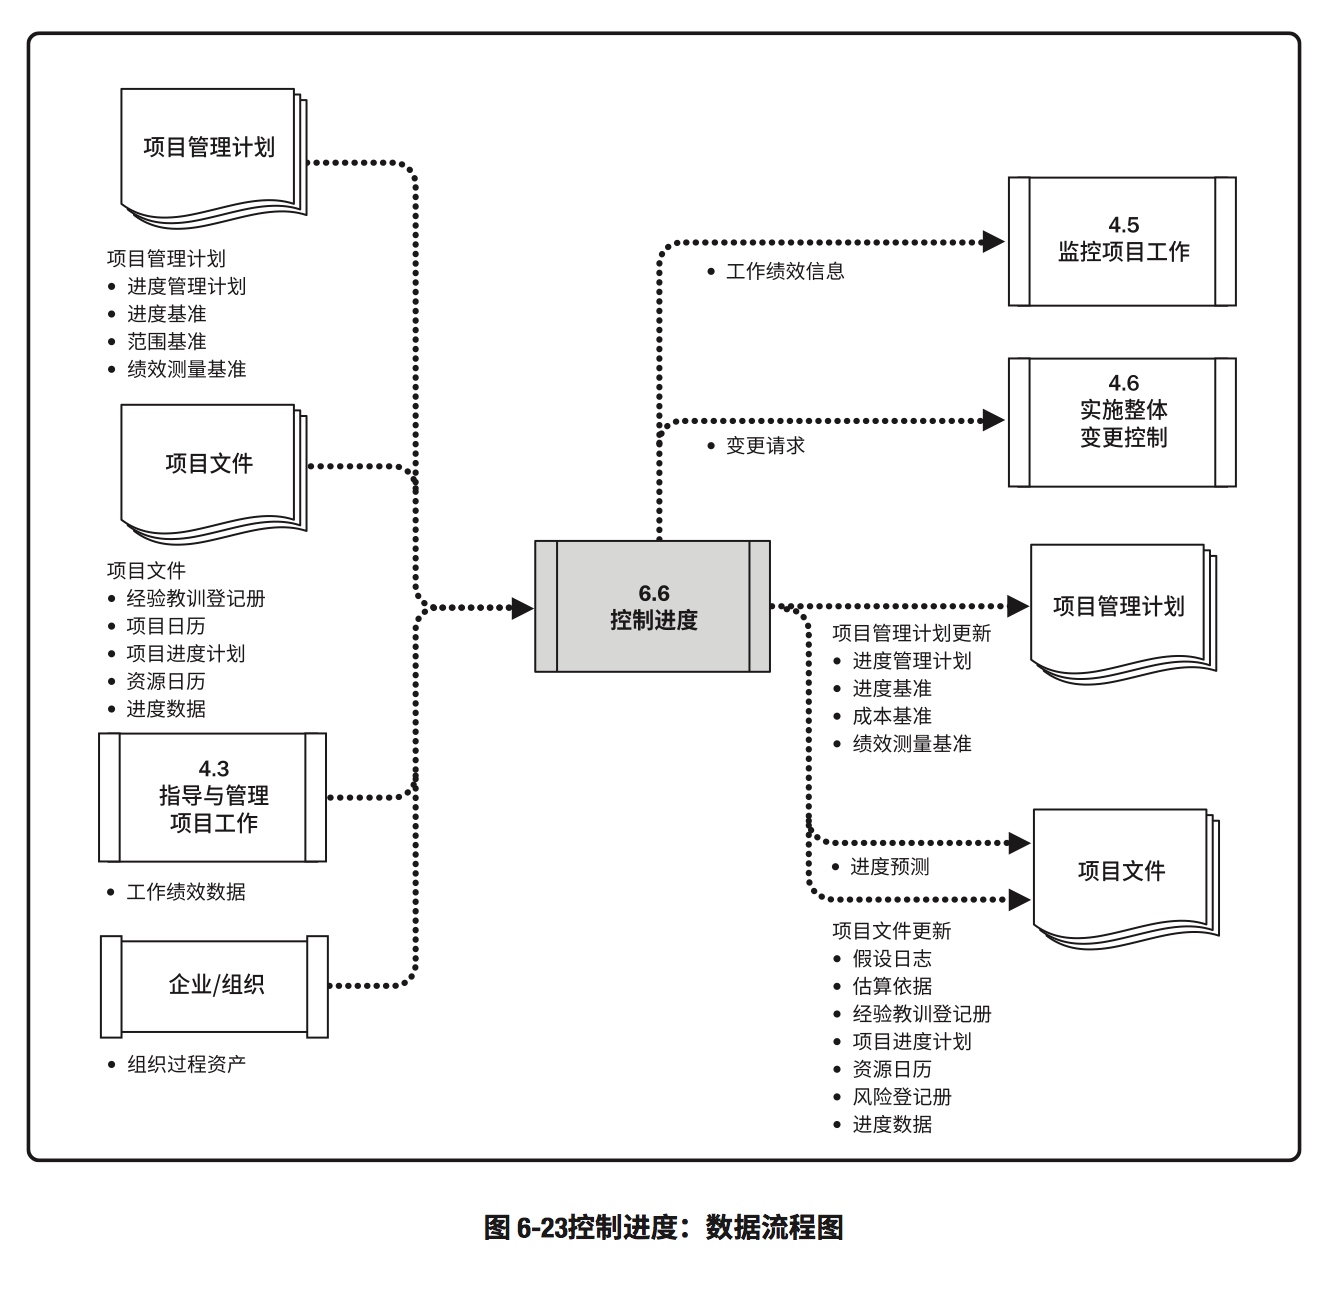 项目管理计划
项目管理计划
• 进度管理计划
• 进度基准
• 范围基准
• 绩效测量基准
项目文件
项目文件
• 经验教训登记册
• 项目日历
• 项目进度计划
• 资源日历
• 进度数据
4.3
指导与管理
项目工作
• 工作绩效数据
企业/组织
• 组织过程资产
6.6
控制进度
• 工作绩效信息
4.5
监控项目工作
• 变更请求
4.6
实施整体
变更控制
项目管理计划
项目管理计划更新
• 进度管理计划
• 进度基准
• 成本基准
• 绩效测量基准
• 进度预测
项目文件
项目文件更新
• 假设日志
• 估算依据
• 经验教训登记册
• 项目进度计划
• 资源日历
• 风险登记册
• 进度数据
图 6-23控制进度：数据流程图